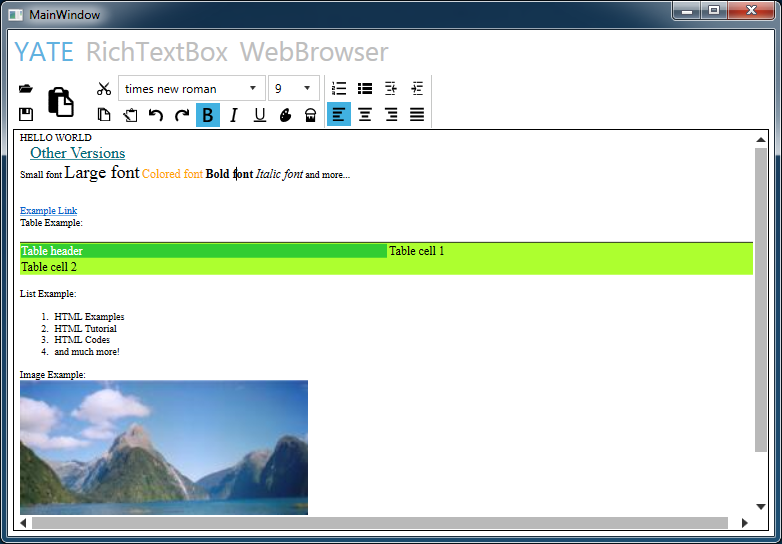 MainWindow
YATE RichTextBox WebBrowser
times new roman 9
B I U
HELLO WORLD
Other Versions
Small font Large font Colored font Bold font Italic font and more...
Example Link
Table Example:
Table header Table cell 1
Table cell 2
List Example:
1. HTML Examples
2. HTML Tutorial
3. HTML Codes
4. and much more!
Image Example: